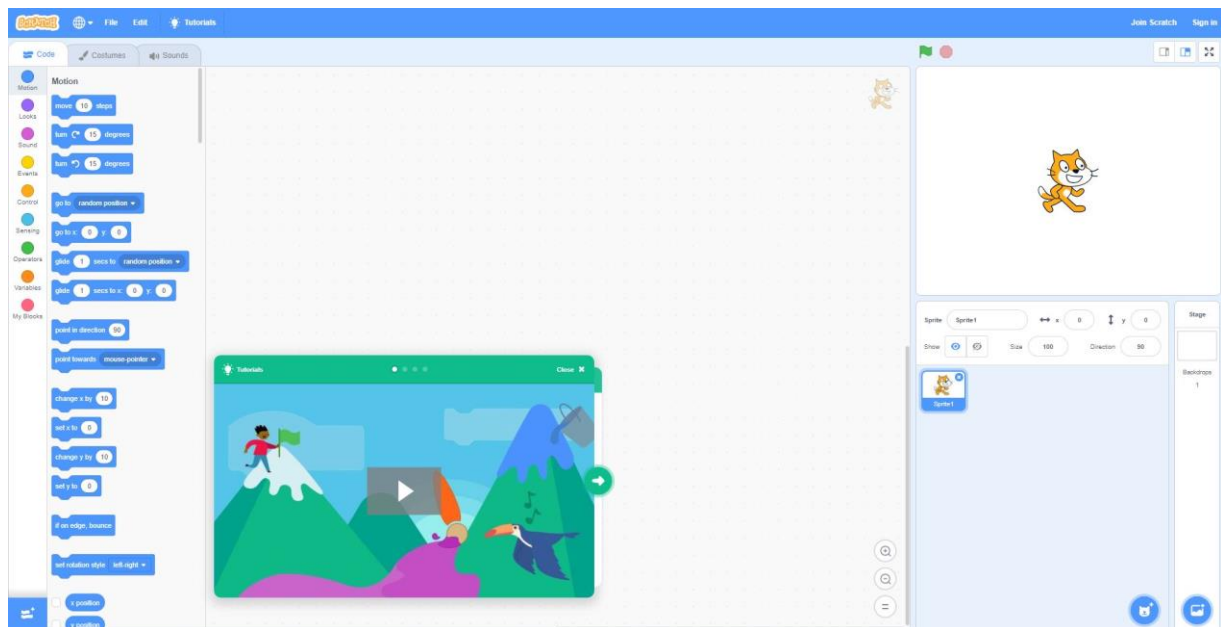 SCRATCH
File Edit Tutorials
Join Scratch Sign in
Code Costumes Sounds
Motion
Looks
Sound
Events
Control
Sensing
Operators
Variables
My Blocks
Motion
move 10 steps
turn 15 degrees
turn 15 degrees
go to random position
go to x: 0 y: 0
glide 1 secs to random position
glide 1 secs to x: 0 y: 0
point in direction 90
point towards mouse-pointer
change x by 10
set x to 0
change y by 10
set y to 0
if on edge, bounce
set rotation style left-right
x position
y position
Tutorials Close
Sprite Sprite1 x 0 y 0
Show Size 100 Direction 90
Sprite1
Stage
Backdrops
1